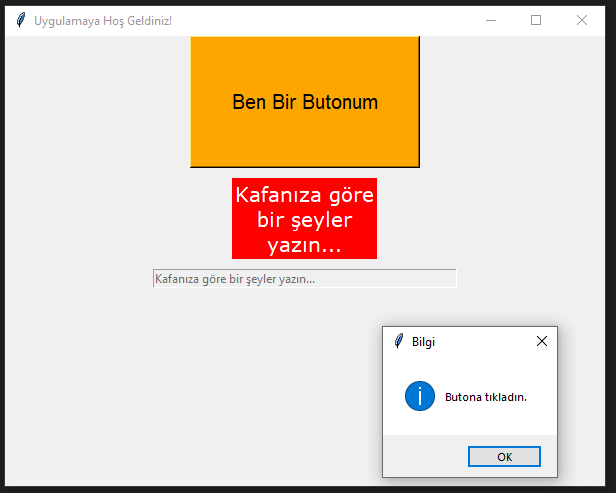 Uygulamaya Hoş Geldiniz!
Ben Bir Butonum
Kafanıza göre
bir şeyler
yazın...
Kafanıza göre bir şeyler yazın...
Bilgi
Butona tıkladın.
OK